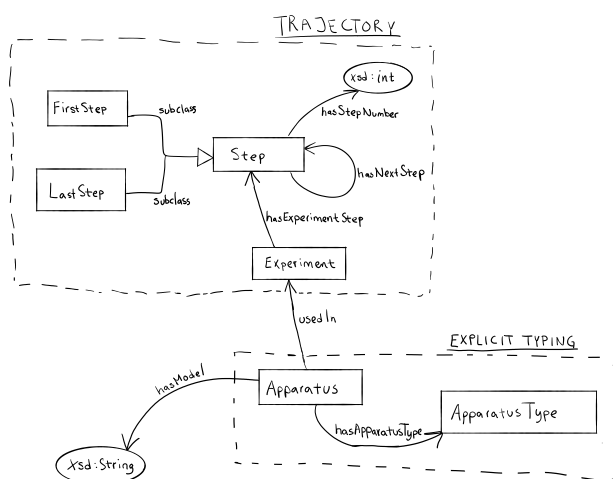 TRAJECTORY
xsd:int
FirstStep
subclass
hasStepNumber
Step
hasNextStep
LastStep
subclass
hasExperimentStep
Experiment
usedIn
EXPLICIT TYPING
hasModel
Apparatus
ApparatusType
hasApparatusType
xsd:String